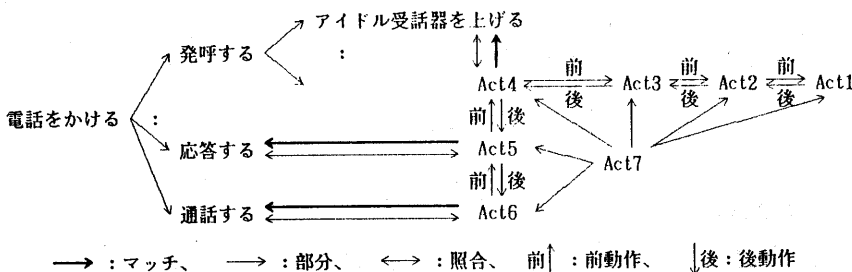 アイドル受話器を上げる
発呼する
:
Act4 前 後 Act3 前 後 Act2 前 後 Act1
電話をかける :
前 後
応答する Act5 Act7
前 後
通話する Act6
:マッチ、 :部分、 :照合、 前 :前動作、 後:後動作